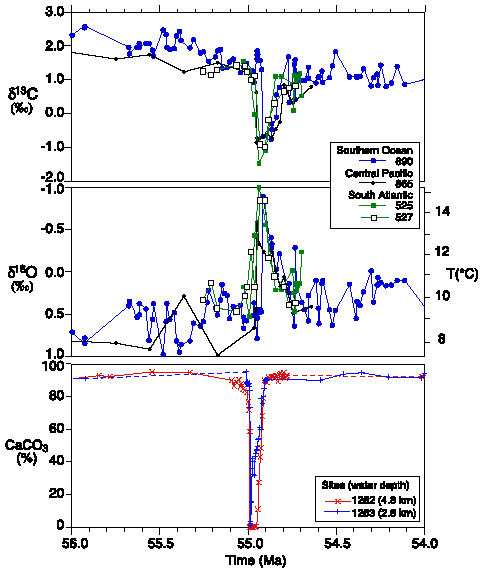 3.0
2.0
1.0
0.0
-1.0
-2.0
δ¹³C
(‰)
Southern Ocean
690
Central Pacific
865
South Atlantic
525
527
-1.0
-0.5
0.0
0.5
1.0
δ¹⁸O
(‰)
14
12
10
8
T(°C)
100
80
60
40
20
0
CaCO₃
(%)
Sites (water depth)
1262 (4.8 km)
1263 (2.6 km)
56.0 55.5 55.0 54.5 54.0
Time (Ma)